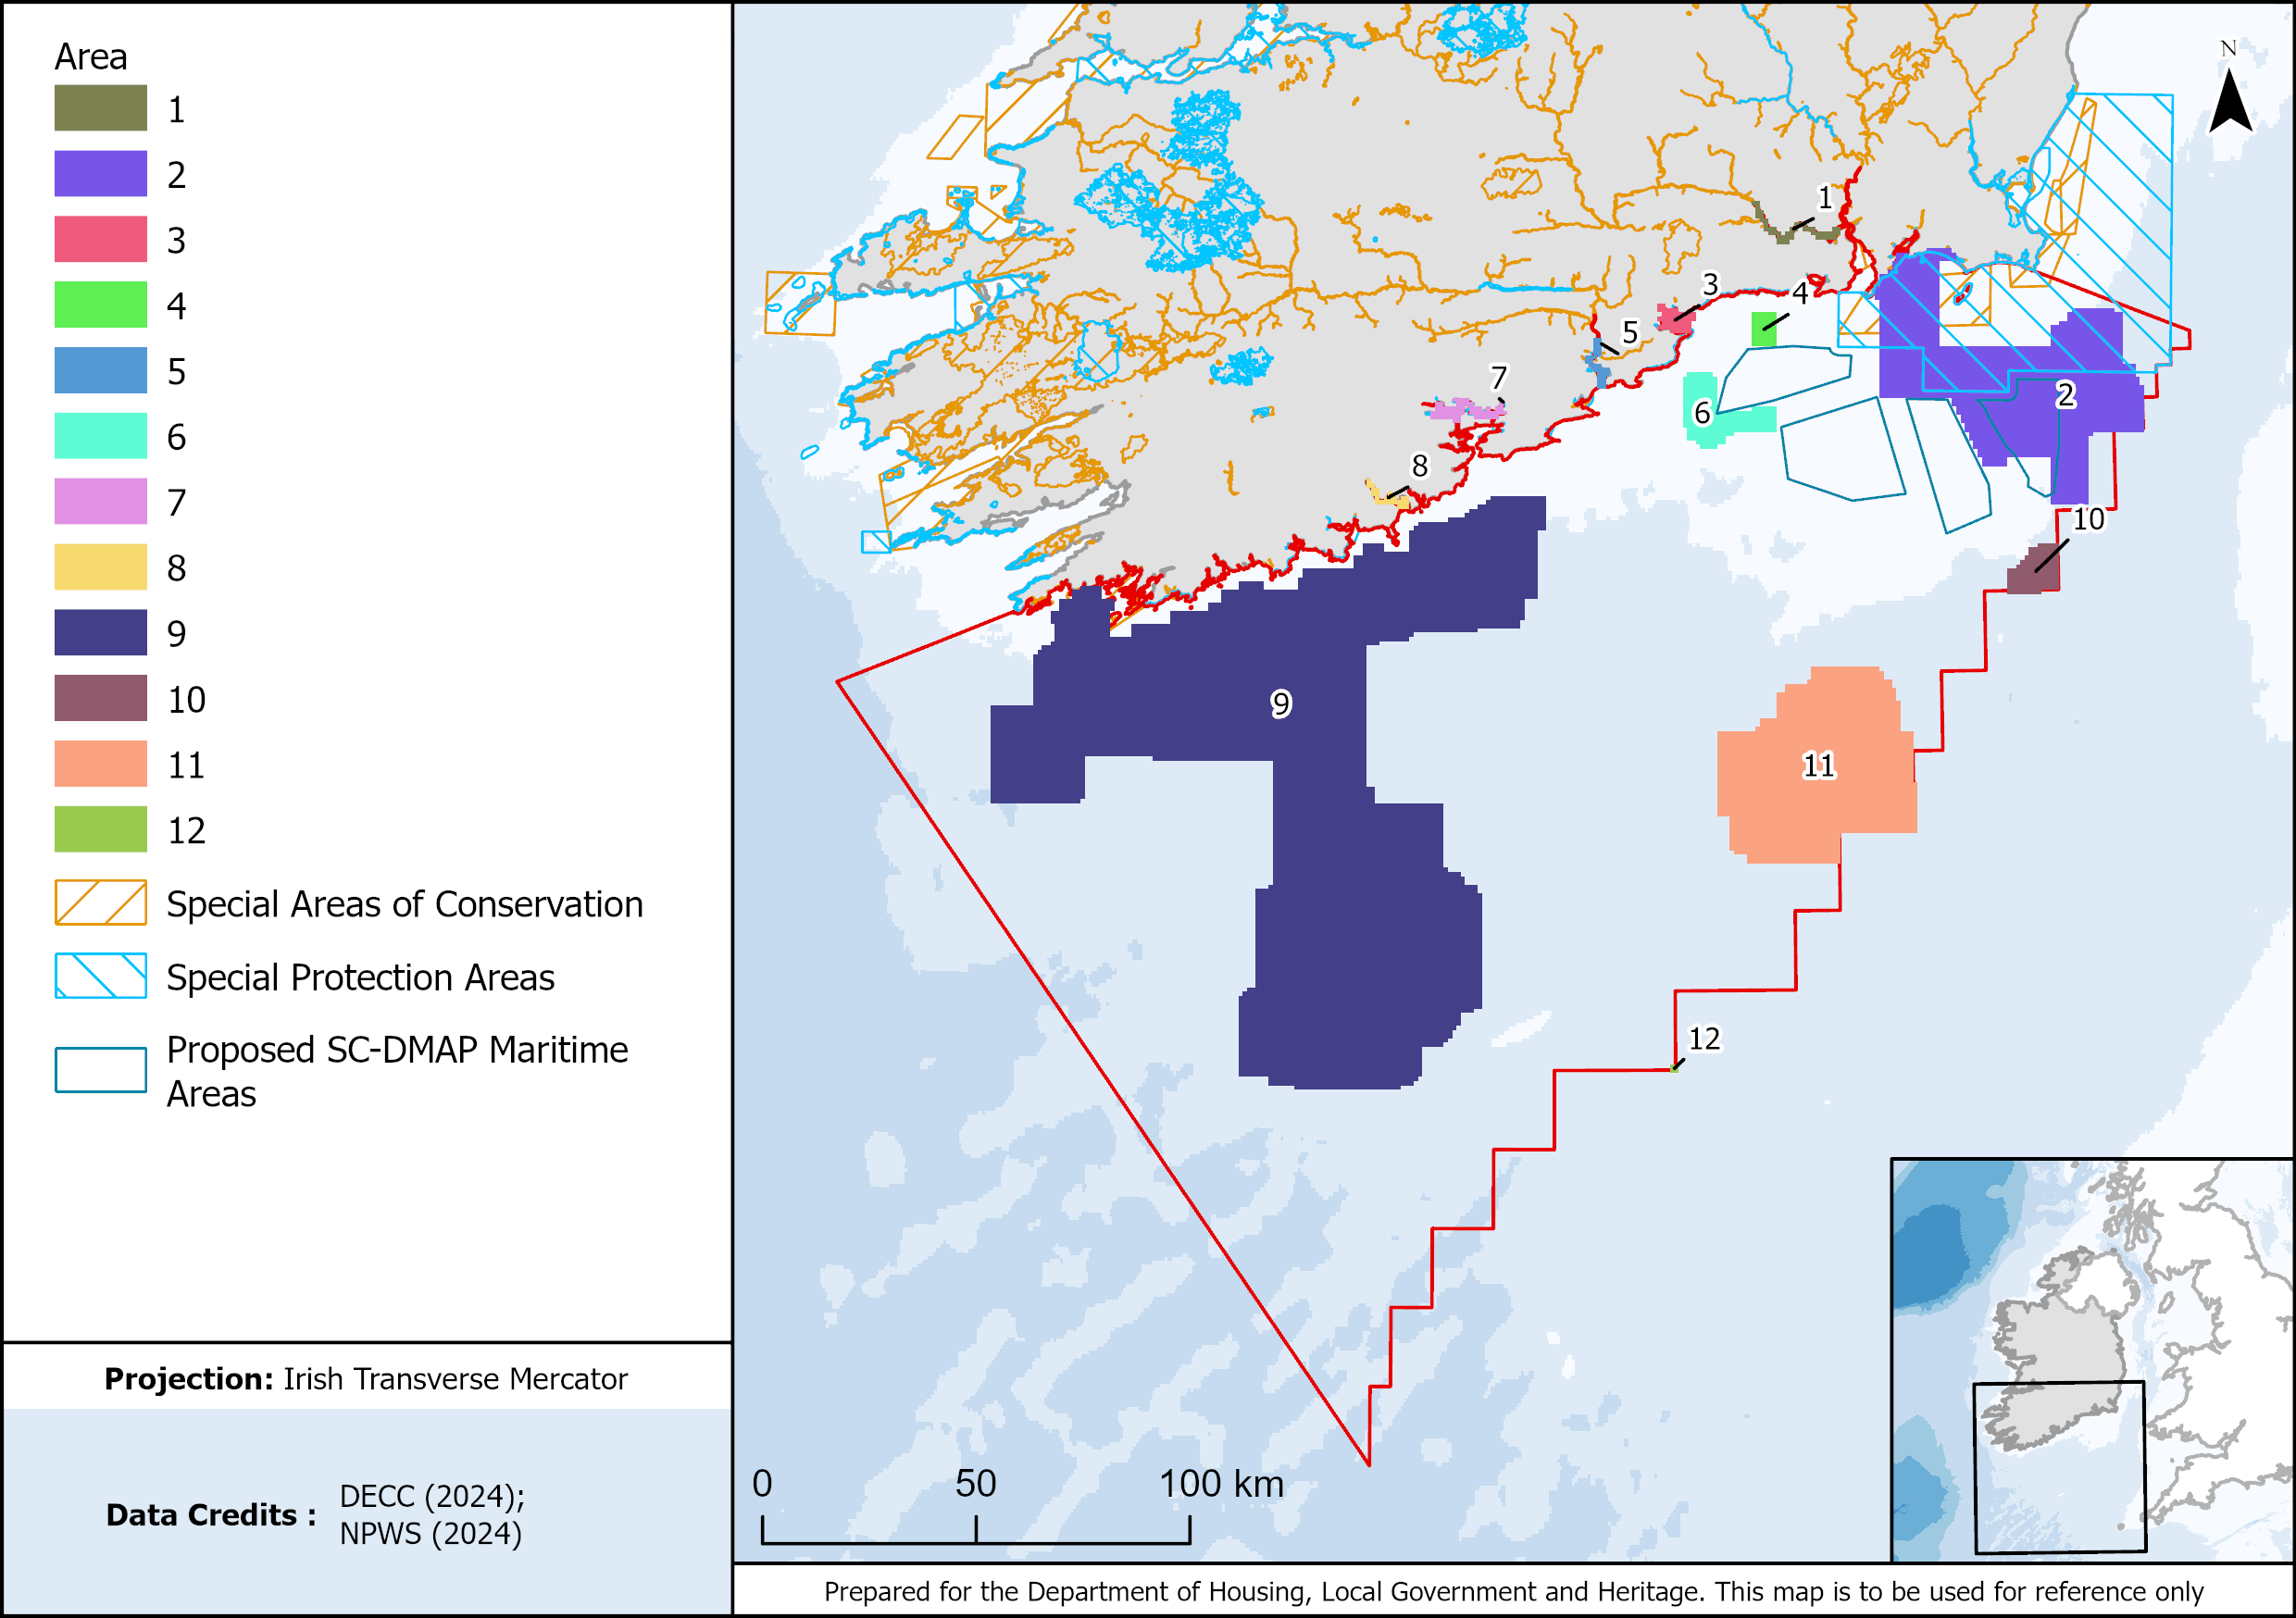 Area
1
2
3
4
5
6
7
8
9
10
11
12
Special Areas of Conservation
Special Protection Areas
Proposed SC-DMAP Maritime
Areas
Projection: Irish Transverse Mercator
Data Credits :
DECC (2024);
NPWS (2024)
N
1
3
4
5
7
2
6
8
10
9
11
12
0 50 100 km
Prepared for the Department of Housing, Local Government and Heritage. This map is to be used for reference only